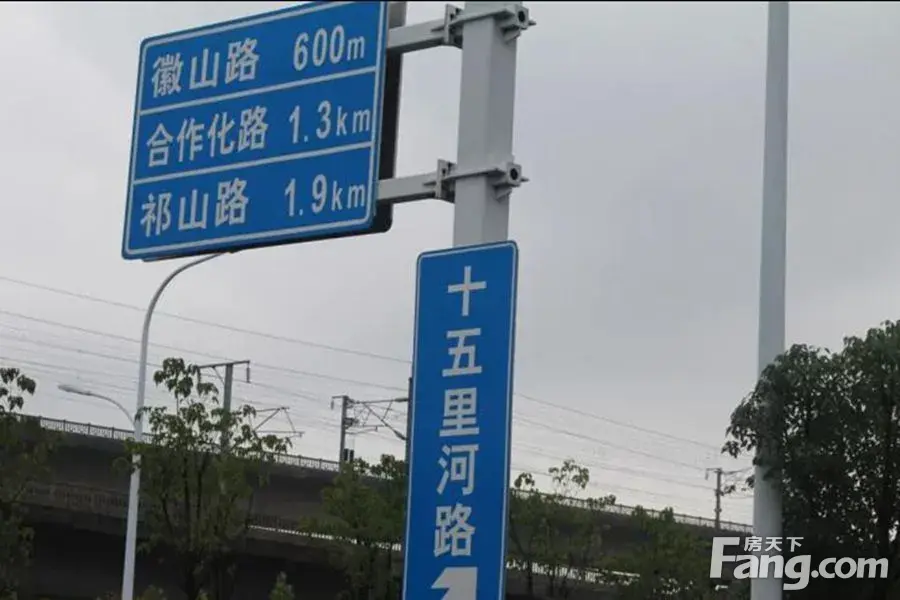 徽山路 600m
合作化路 1.3km
祁山路 1.9km
十五里河路
房天下
Fang.com